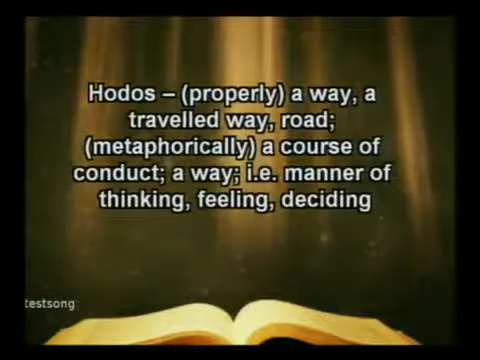 Hodos – (properly) a way, a
travelled way, road;
(metaphorically) a course of
conduct; a way; i.e. manner of
thinking, feeling, deciding
testsong